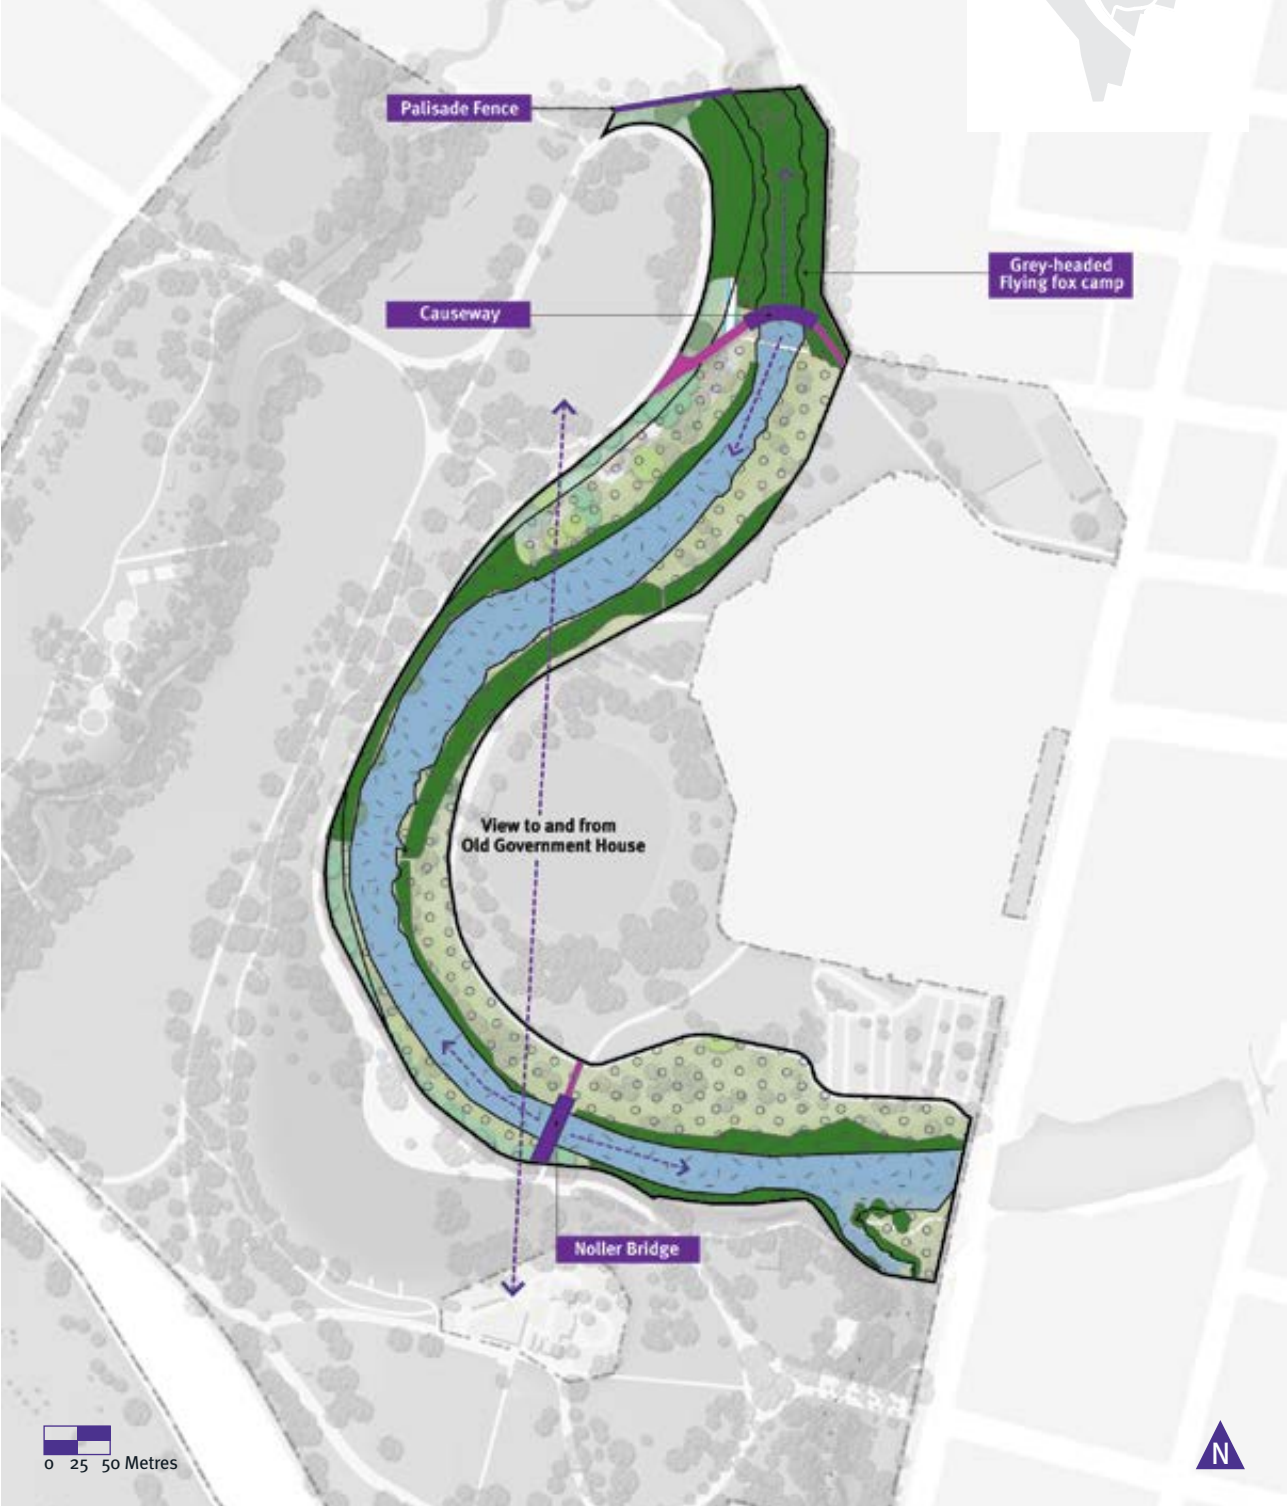 Palisade Fence
Grey-headed
Flying fox camp
Causeway
View to and from
Old Government House
Noller Bridge
0 25 50 Metres
N